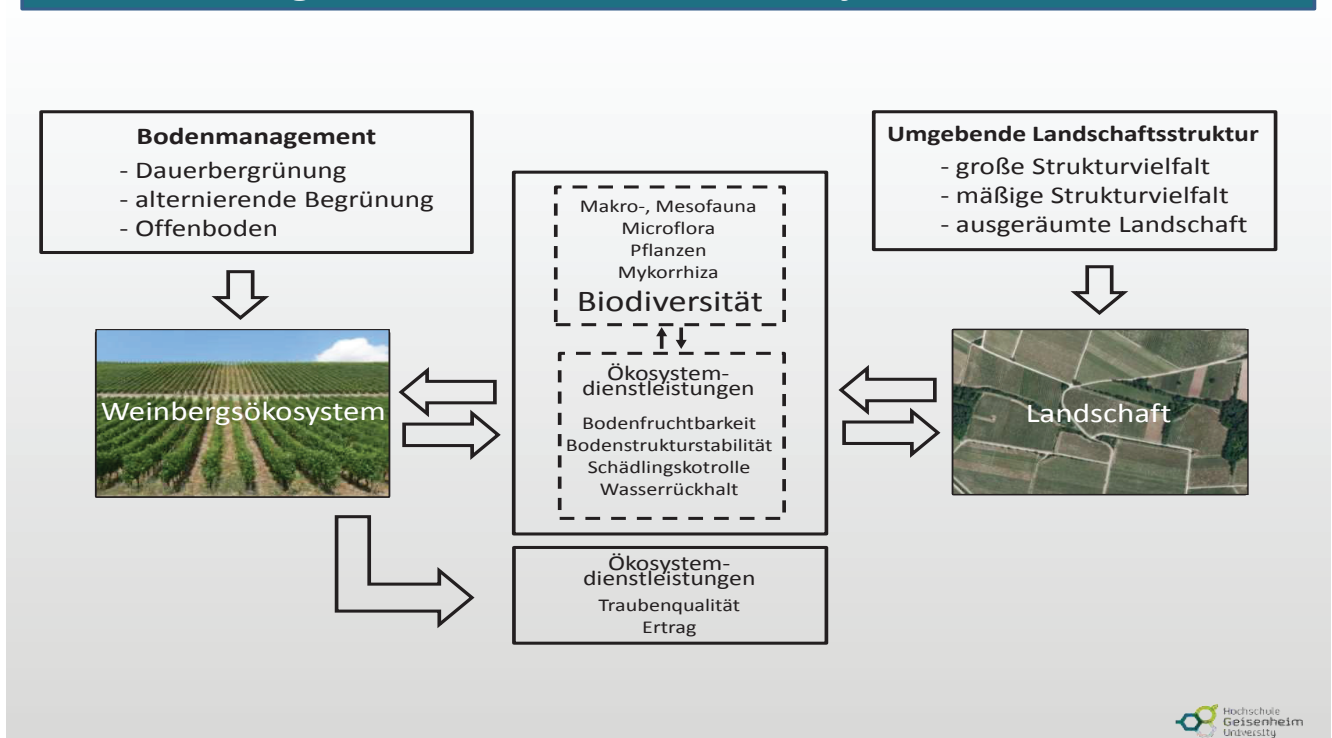 Bodenmanagement
- Dauerbergrünung
- alternierende Begrünung
- Offenboden
Makro-, Mesofauna
Microflora
Pflanzen
Mykorrhiza
Biodiversität
Ökosystem-
dienstleistungen
Bodenfruchtbarkeit
Bodenstrukturstabilität
Schädlingskotrolle
Wasserrückhalt
Umgebende Landschaftsstruktur
- große Strukturvielfalt
- mäßige Strukturvielfalt
- ausgeräumte Landschaft
Weinbergsökosystem
Landschaft
Ökosystem-
dienstleistungen
Traubenqualität
Ertrag
Hochschule
Geisenheim
University